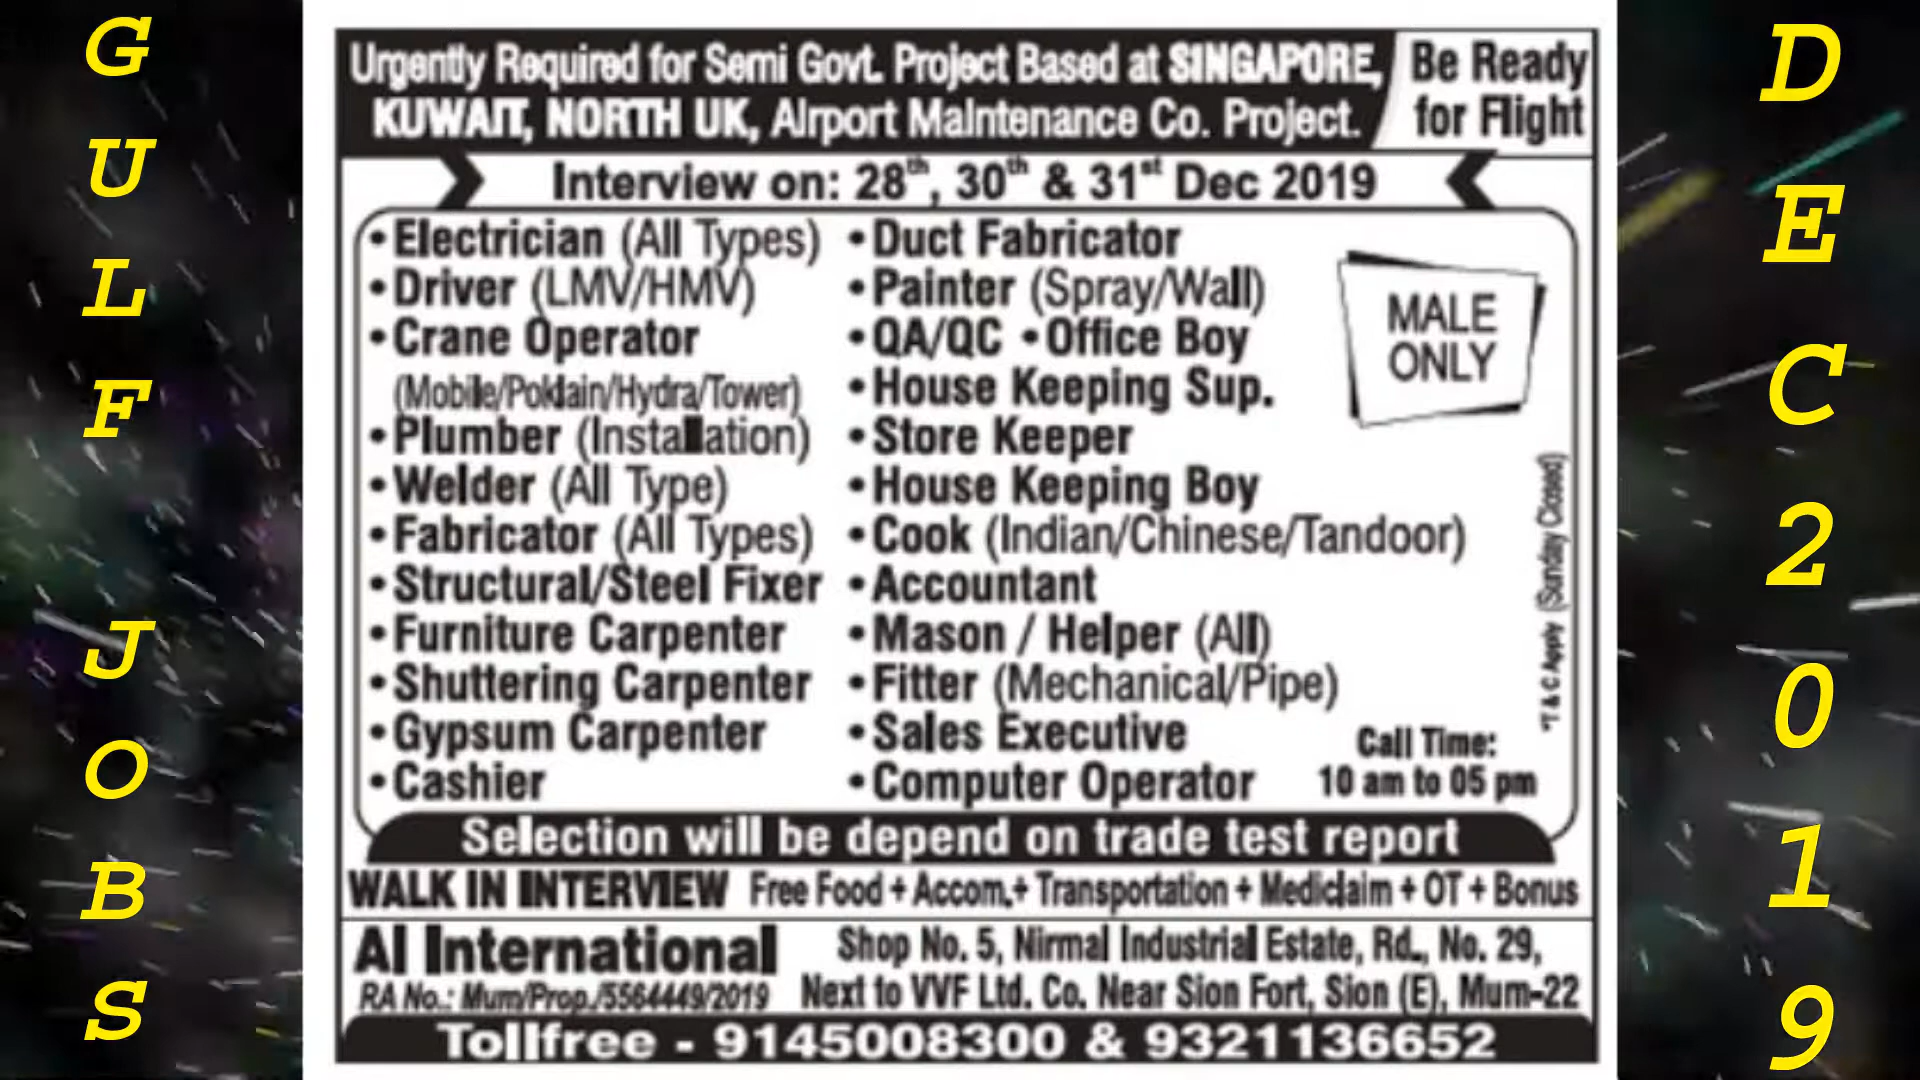 GULF JOBS
Urgently Required for Semi Govt. Project Based at SINGAPORE,
KUWAIT, NORTH UK, Airport Maintenance Co. Project.
Be Ready
for Flight
Interview on: 28th, 30th & 31st Dec 2019
• Electrician (All Types)
• Driver (LMV/HMV)
• Crane Operator
(Mobile/Poklain/Hydra/Tower)
• Plumber (Installation)
• Welder (All Type)
• Fabricator (All Types)
• Structural/Steel Fixer
• Furniture Carpenter
• Shuttering Carpenter
• Gypsum Carpenter
• Cashier
• Duct Fabricator
• Painter (Spray/Wall)
• QA/QC • Office Boy
• House Keeping Sup.
• Store Keeper
• House Keeping Boy
• Cook (Indian/Chinese/Tandoor)
• Accountant
• Mason / Helper (All)
• Fitter (Mechanical/Pipe)
• Sales Executive
• Computer Operator
MALE
ONLY
*T & C Apply (Sunday Closed)
Call Time:
10 am to 05 pm
Selection will be depend on trade test report
WALK IN INTERVIEW Free Food + Accom.+ Transportation + Mediclaim + OT + Bonus
AI International
RA No.: Mum/Prop./5564449/2019
Shop No. 5, Nirmal Industrial Estate, Rd., No. 29,
Next to VVF Ltd. Co. Near Sion Fort, Sion (E), Mum-22
Tollfree - 9145008300 & 9321136652
DEC2019